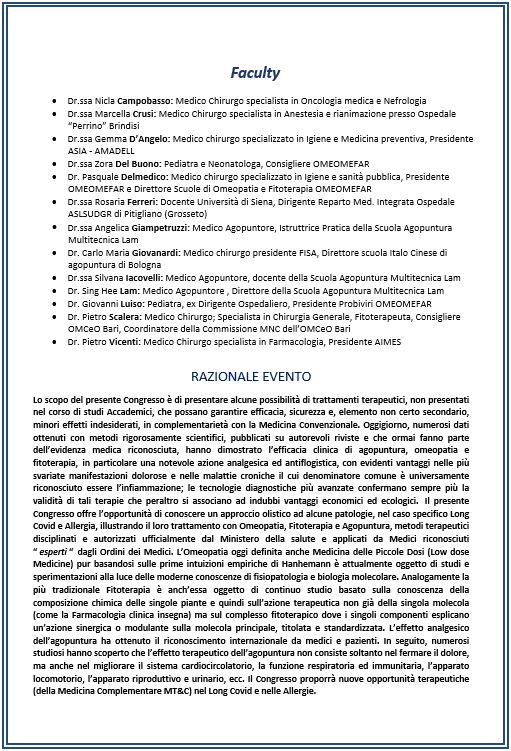 Faculty
• Dr.ssa Nicla Campobasso: Medico Chirurgo specialista in Oncologia medica e Nefrologia
• Dr.ssa Marcella Crusi: Medico Chirurgo specialista in Anestesia e rianimazione presso Ospedale
“Perrino” Brindisi
• Dr.ssa Gemma D’Angelo: Medico chirurgo specializzato in Igiene e Medicina preventiva, Presidente
ASIA - AMADELL
• Dr.ssa Zora Del Buono: Pediatra e Neonatologa, Consigliere OMEOMEFAR
• Dr. Pasquale Delmedico: Medico chirurgo specializzato in Igiene e sanità pubblica, Presidente
OMEOMEFAR e Direttore Scuole di Omeopatia e Fitoterapia OMEOMEFAR
• Dr.ssa Rosaria Ferreri: Docente Università di Siena, Dirigente Reparto Med. Integrata Ospedale
ASLSUDGR di Pitigliano (Grosseto)
• Dr.ssa Angelica Giampetruzzi: Medico Agopuntore, Istruttrice Pratica della Scuola Agopuntura
Multitecnica Lam
• Dr. Carlo Maria Giovanardi: Medico chirurgo presidente FISA, Direttore scuola Italo Cinese di
agopuntura di Bologna
• Dr.ssa Silvana Iacovelli: Medico Agopuntore, docente della Scuola Agopuntura Multitecnica Lam
• Dr. Sing Hee Lam: Medico Agopuntore , Direttore della Scuola Agopuntura Multitecnica Lam
• Dr. Giovanni Luiso: Pediatra, ex Dirigente Ospedaliero, Presidente Probiviri OMEOMEFAR
• Dr. Pietro Scalera: Medico Chirurgo; Specialista in Chirurgia Generale, Fitoterapeuta, Consigliere
OMCeO Bari, Coordinatore della Commissione MNC dell’OMCeO Bari
• Dr. Pietro Vicenti: Medico Chirurgo specialista in Farmacologia, Presidente AIMES
RAZIONALE EVENTO
Lo scopo del presente Congresso è di presentare alcune possibilità di trattamenti terapeutici, non presentati
nel corso di studi Accademici, che possano garantire efficacia, sicurezza e, elemento non certo secondario,
minori effetti indesiderati, in complementarietà con la Medicina Convenzionale. Oggigiorno, numerosi dati
ottenuti con metodi rigorosamente scientifici, pubblicati su autorevoli riviste e che ormai fanno parte
dell’evidenza medica riconosciuta, hanno dimostrato l’efficacia clinica di agopuntura, omeopatia e
fitoterapia, in particolare una notevole azione analgesica ed antiflogistica, con evidenti vantaggi nelle più
svariate manifestazioni dolorose e nelle malattie croniche il cui denominatore comune è universamente
riconosciuto essere l’infiammazione; le tecnologie diagnostiche più avanzate confermano sempre più la
validità di tali terapie che peraltro si associano ad indubbi vantaggi economici ed ecologici. Il presente
Congresso offre l’opportunità di conoscere un approccio olistico ad alcune patologie, nel caso specifico Long
Covid e Allergia, illustrando il loro trattamento con Omeopatia, Fitoterapia e Agopuntura, metodi terapeutici
disciplinati e autorizzati ufficialmente dal Ministero della salute e applicati da Medici riconosciuti
“ esperti “ dagli Ordini dei Medici. L’Omeopatia oggi definita anche Medicina delle Piccole Dosi (Low dose
Medicine) pur basandosi sulle prime intuizioni empiriche di Hanhemann è attualmente oggetto di studi e
sperimentazioni alla luce delle moderne conoscenze di fisiopatologia e biologia molecolare. Analogamente la
più tradizionale Fitoterapia è anch’essa oggetto di continuo studio basato sulla conoscenza della
composizione chimica delle singole piante e quindi sull’azione terapeutica non già della singola molecola
(come la Farmacologia clinica insegna) ma sul complesso fitoterapico dove i singoli componenti esplicano
un’azione sinergica o modulante sulla molecola principale, titolata e standardizzata. L’effetto analgesico
dell’agopuntura ha ottenuto il riconoscimento internazionale da medici e pazienti. In seguito, numerosi
studiosi hanno scoperto che l’effetto terapeutico dell’agopuntura non consiste soltanto nel fermare il dolore,
ma anche nel migliorare il sistema cardiocircolatorio, la funzione respiratoria ed immunitaria, l’apparato
locomotorio, l’apparato riproduttivo e urinario, ecc. Il Congresso proporrà nuove opportunità terapeutiche
(della Medicina Complementare MT&C) nel Long Covid e nelle Allergie.